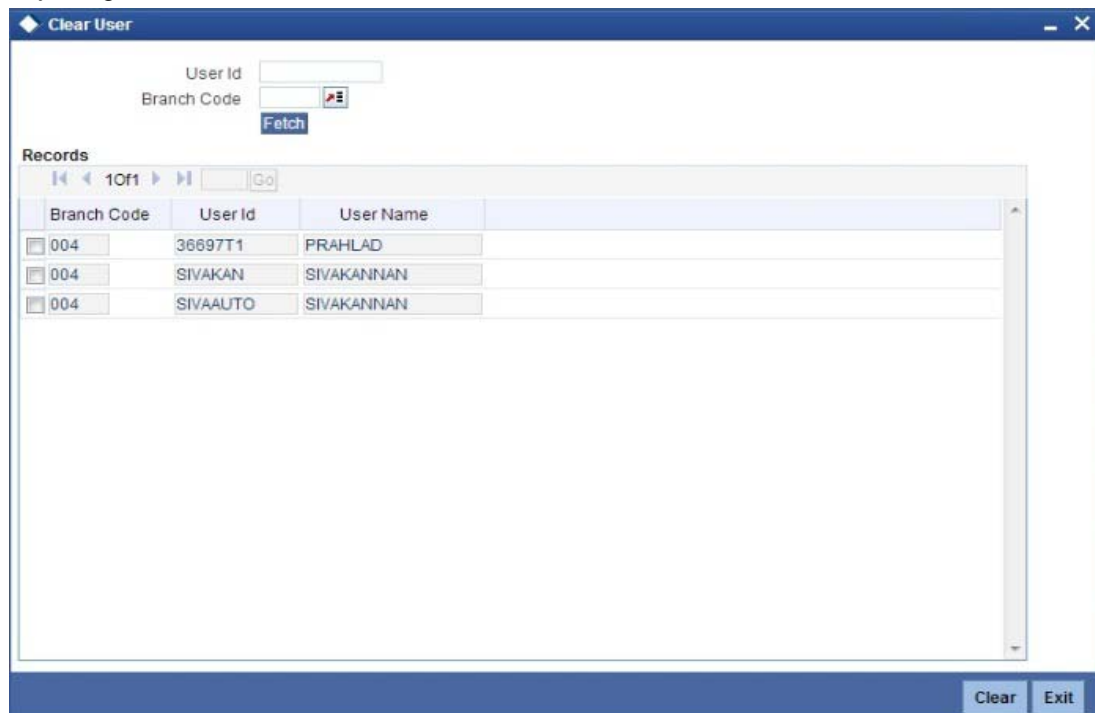 Clear User
User Id
Branch Code
Fetch
Records
1Of1 Go
Branch Code User Id User Name
004 36697T1 PRAHLAD
004 SIVAKAN SIVAKANNAN
004 SIVAAUTO SIVAKANNAN
Clear Exit